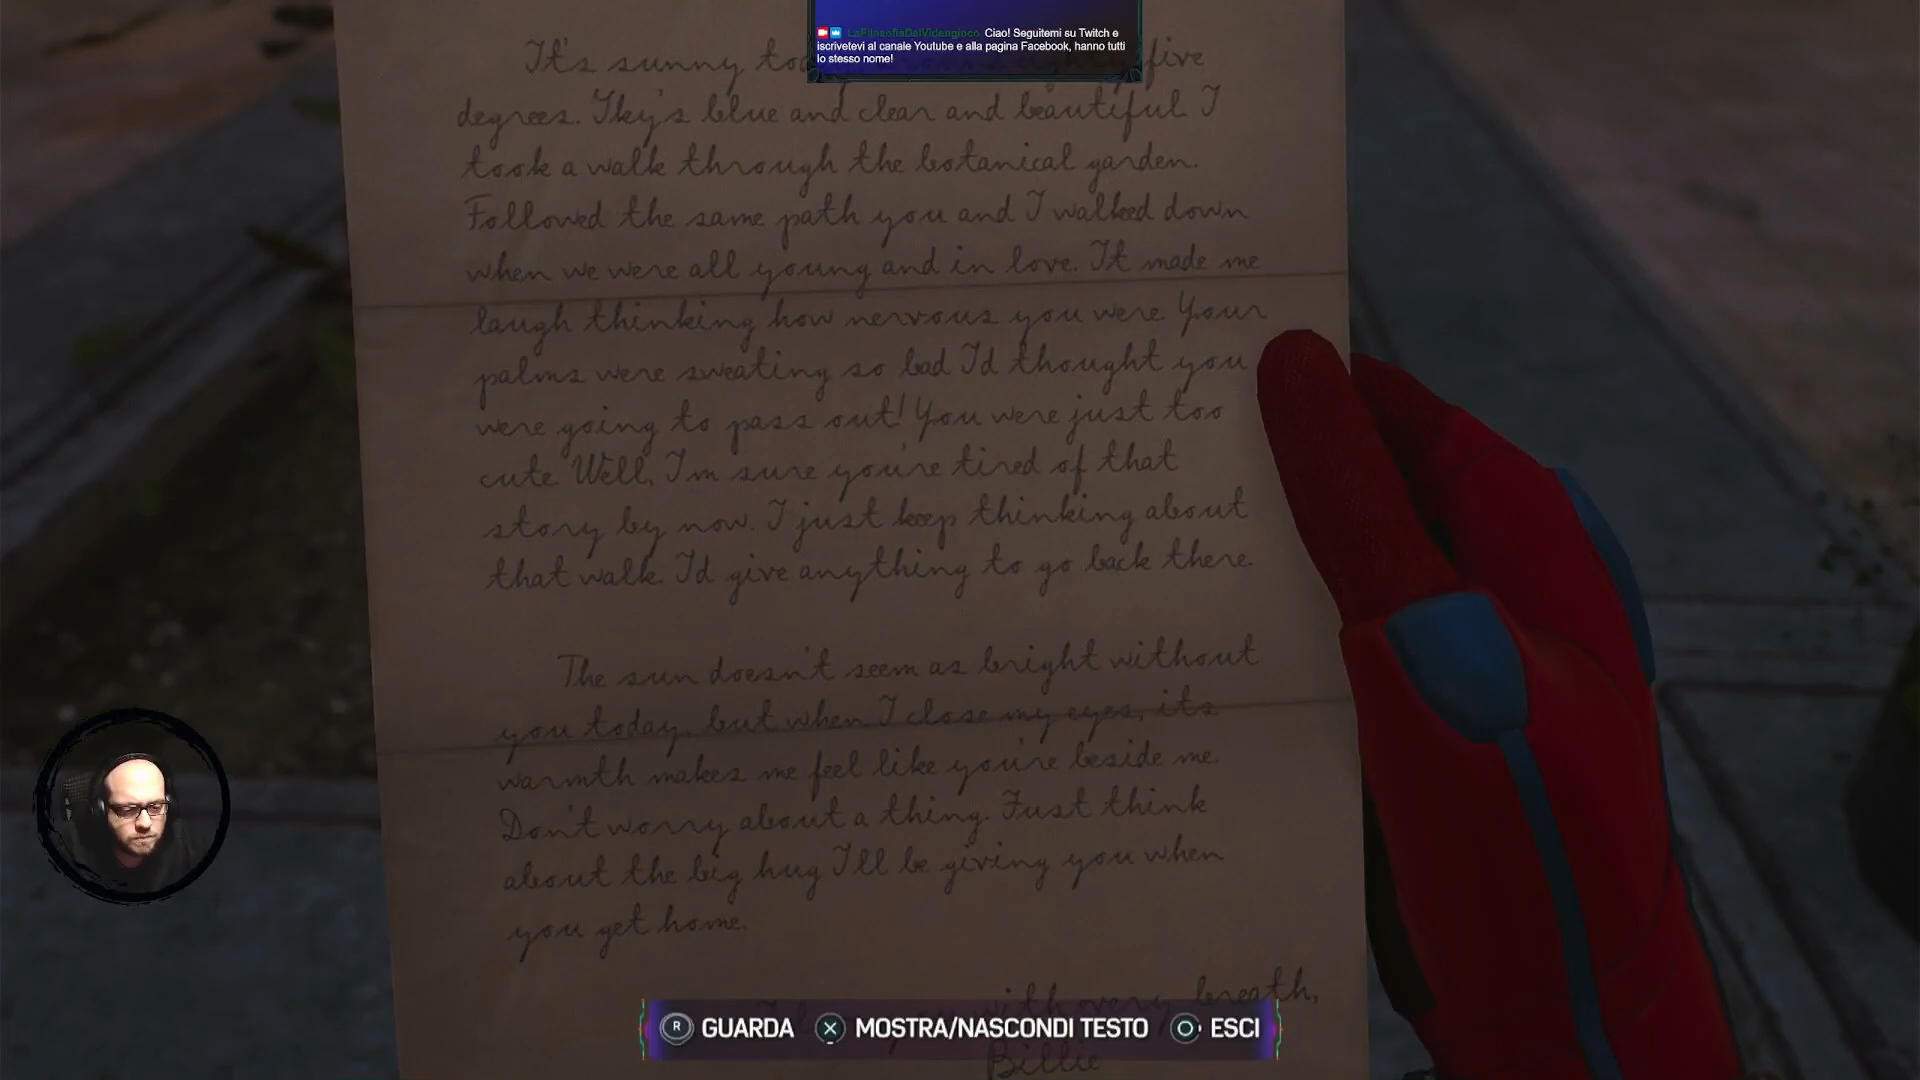 LaFilosofiaDelVideogioco Ciao! Seguitemi su Twitch e
iscrivetevi al canale Youtube e alla pagina Facebook, hanno tutti
lo stesso nome!
It's sunny five
degrees. Sky's blue and clear and beautiful. I
took a walk through the botanical garden.
Followed the same path you and I walked down
when we were all young and in love. It made me
laugh thinking how nervous you were. Your
palms were sweating so bad I'd thought you
were going to pass out! You were just too
cute. Well, I'm sure you're tired of that
story by now. I just keep thinking about
that walk. I'd give anything to go back there.
The sun doesn't seem as bright without
you today, but when I close my eyes, its
warmth makes me feel like you're beside me.
Don't worry about a thing. Just think
about the big hug I'll be giving you when
you get home.
with every breath,
Billie
R GUARDA MOSTRA/NASCONDI TESTO ESCI